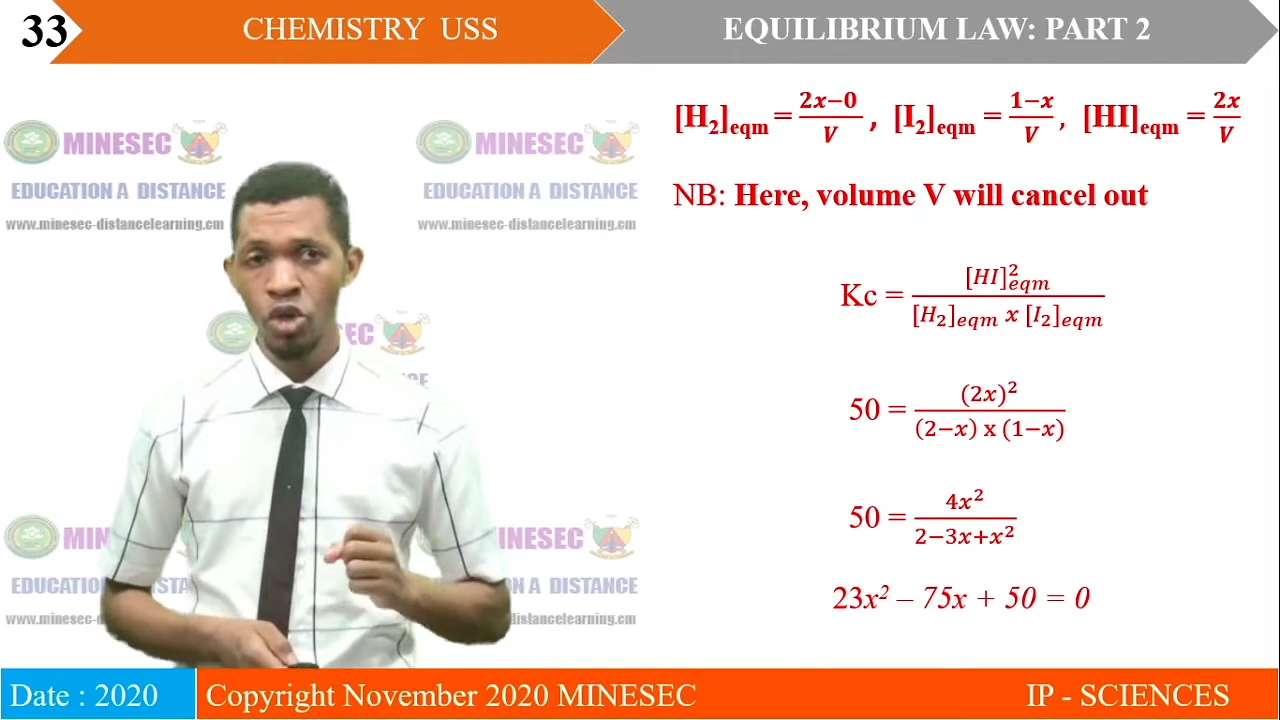 33
CHEMISTRY USS
EQUILIBRIUM LAW: PART 2
[H₂]eqm = 2x−0/V , [I₂]eqm = 1−x/V , [HI]eqm = 2x/V
NB: Here, volume V will cancel out
Kc = [HI]²eqm / [H₂]eqm x [I₂]eqm
50 = (2x)² / (2−x) x (1−x)
50 = 4x² / 2−3x+x²
23x² – 75x + 50 = 0
MINESEC
EDUCATION A DISTANCE
www.minesec-distancelearning.cm
MINESEC
EDUCATION A DISTANCE
www.minesec-distancelearning.cm
Date : 2020
Copyright November 2020 MINESEC
IP - SCIENCES